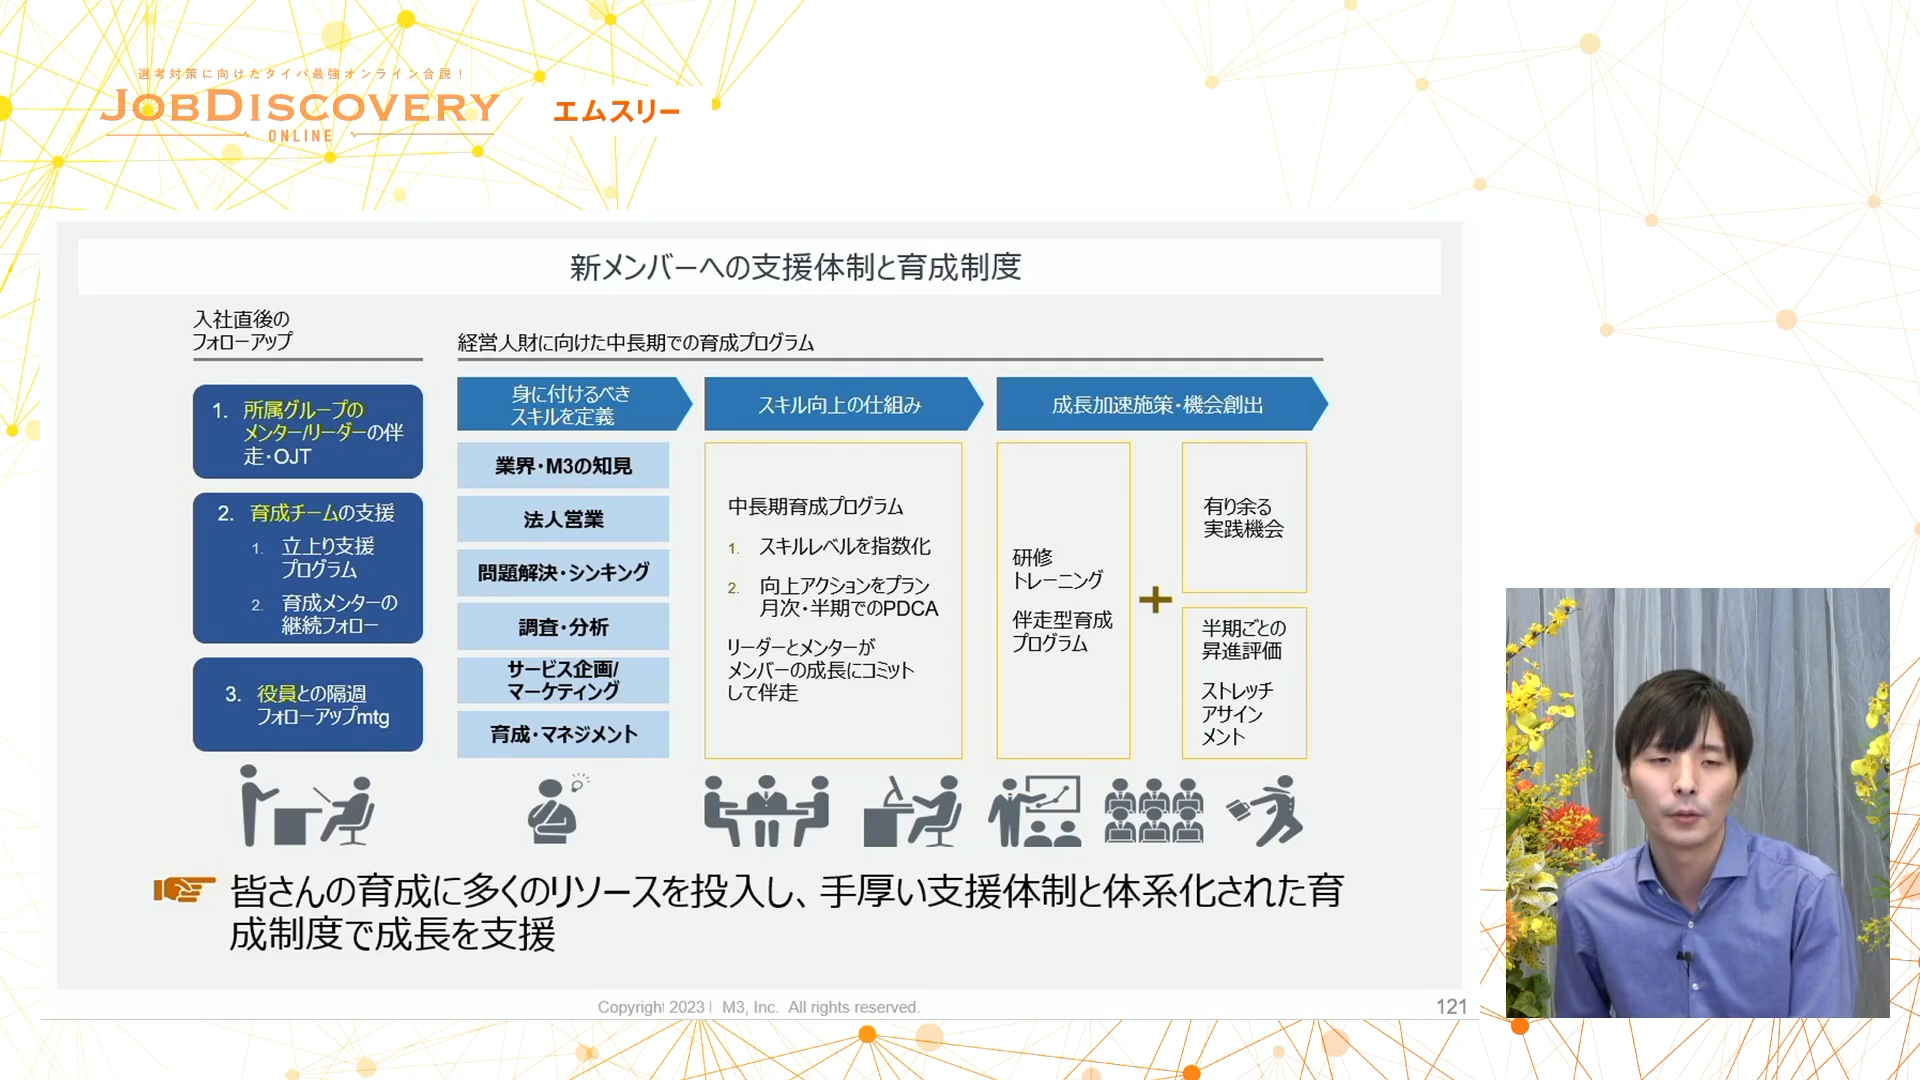 選考対策に向けたタイパ最強オンライン合説！
JOBDISCOVERY
ONLINE
エムスリー
新メンバーへの支援体制と育成制度
入社直後の
フォローアップ
経営人財に向けた中長期での育成プログラム
1. 所属グループの
メンター/リーダーの伴
走・OJT
2. 育成チームの支援
1. 立上り支援
プログラム
2. 育成メンターの
継続フォロー
3. 役員との隔週
フォローアップmtg
身に付けるべき
スキルを定義
業界・M3の知見
法人営業
問題解決・シンキング
調査・分析
サービス企画/
マーケティング
育成・マネジメント
スキル向上の仕組み
中長期育成プログラム
1. スキルレベルを指数化
2. 向上アクションをプラン
月次・半期でのPDCA
リーダーとメンターが
メンバーの成長にコミット
して伴走
成長加速施策・機会創出
研修
トレーニング
伴走型育成
プログラム
+
有り余る
実践機会
半期ごとの
昇進評価
ストレッチ
アサイン
メント
皆さんの育成に多くのリソースを投入し、手厚い支援体制と体系化された育
成制度で成長を支援
Copyright 2023 M3, Inc. All rights reserved.
121